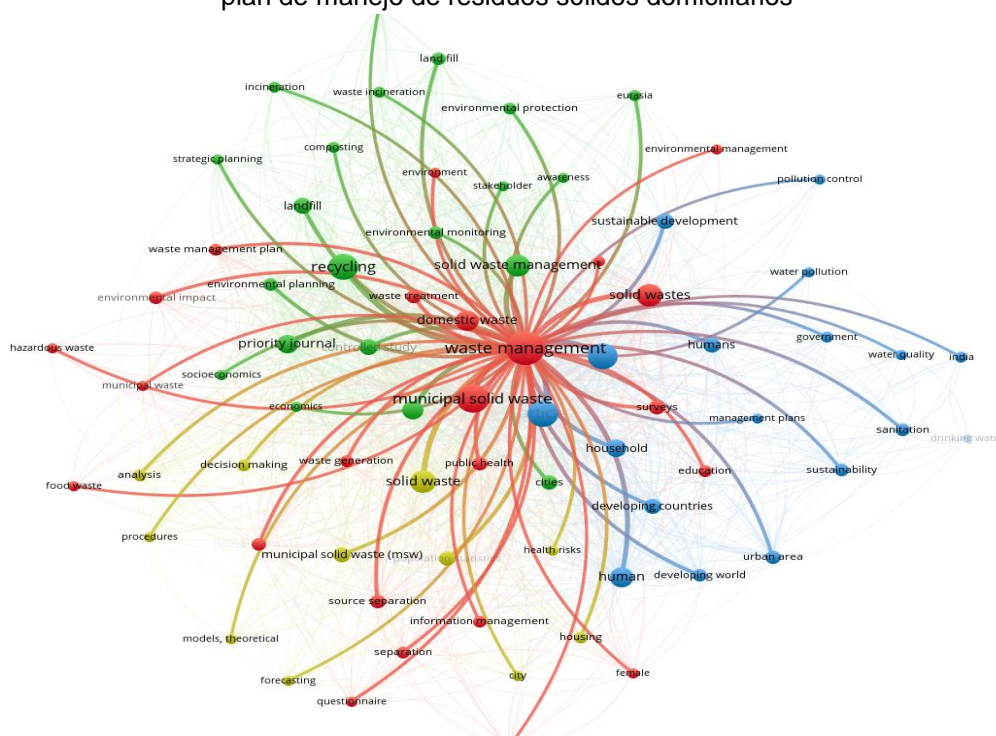 plan de manejo de residuos sólidos domiciliarios
landfill
incineration
waste incineration
environmental protection
eurasia
composting
environmental management
strategic planning
environment
awareness
pollution control
stakeholder
landfill
sustainable development
environmental monitoring
waste management plan
recycling
solid waste management
water pollution
environmental planning
environmental impact
waste treatment
solid wastes
domestic waste
government
hazardous waste
priority journal
controlled study
waste management
humans
water quality
india
socioeconomics
municipal waste
municipal solid waste
economics
surveys
management plans
sanitation
drinking wat
household
analysis
decision making
waste generation
public health
education
sustainability
food waste
solid waste
cities
developing countries
procedures
municipal solid waste (msw)
population statistics
health risks
urban area
human
developing world
source separation
information management
models, theoretical
housing
separation
forecasting
city
female
questionnaire